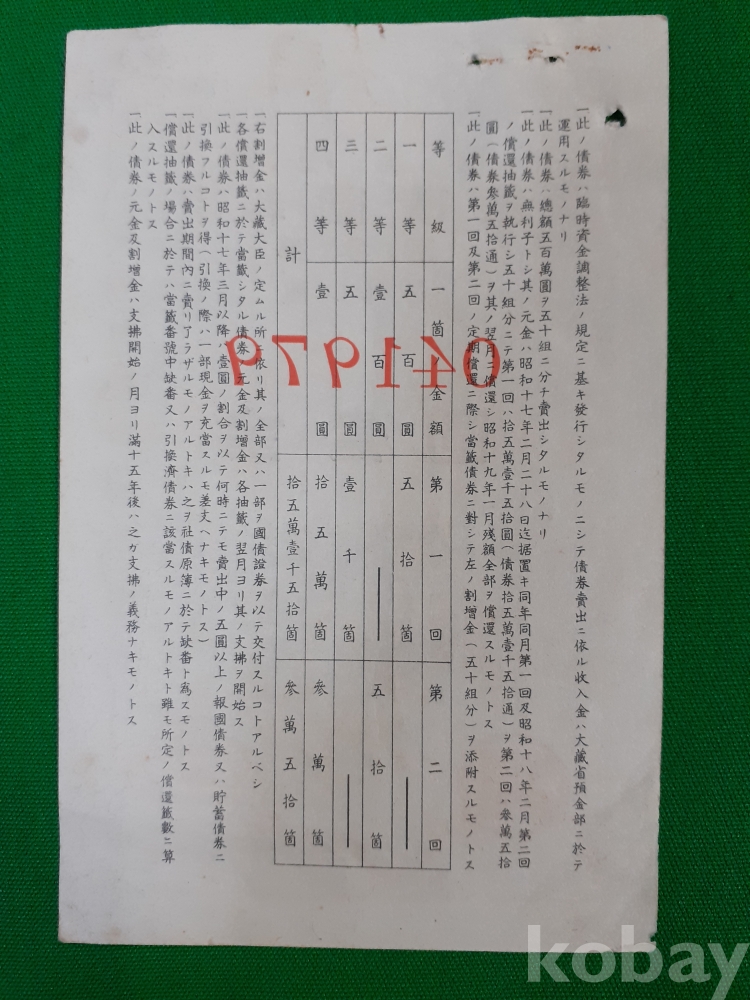 一此ノ債券ハ臨時資金調整法ノ規定ニ基キ發行シタルモノニシテ債券賣出ニ依ル收入金ハ大藏省預金部ニ於テ
運用スルモノナリ
一此ノ債券ハ總額五百萬圓ヲ五十組ニ分チ賣出シタルモノナリ
一此ノ債券ハ無利子トシ其ノ元金ハ昭和十七年二月二十八日迄据置キ同年同月第一回及昭和十八年二月第二回
ノ償還抽籤ヲ執行シ五十組分ニテ第一回ハ拾五萬壹千五拾圓(債券拾五萬壹千五拾通)ヲ第二回ハ參萬五拾
圓(債券參萬五拾通)ヲ其ノ翌月ニ償還シ昭和十九年一月殘額全部ヲ償還スルモノトス
一此ノ債券ハ第一回及第二回ノ定期償還ニ際シ當籤債券ニ對シテ左ノ割增金(五十組分)ヲ添附スルモノトス
等級 一箇ノ金額 第一回 第二回
一等 五百圓 五拾箇 ―
二等 壹百圓 ― 五拾箇
三等 五圓 壹千箇 ―
四等 壹圓 拾五萬箇 參萬箇
計 拾五萬壹千五拾箇 參萬五拾箇
041979
一右割增金ハ大藏大臣ノ定ムル所ニ依リ其ノ全部又ハ一部ヲ國債證券ヲ以テ交付スルコトアルベシ
一各償還抽籤ニ於テ當籤シタル債券ノ元金及割增金ハ各抽籤ノ翌月ヨリ其ノ支拂ヲ開始ス
一此ノ債券ハ昭和十七年三月以降ハ壹圓ノ割合ヲ以テ何時ニテモ賣出中ノ五圓以上ノ報國債券又ハ貯蓄債券ニ
引換フルコトヲ得(引換ノ際ハ一部現金ヲ充當スルモ差支ヘナキモノトス)
一此ノ債券ハ賣出期間內ニ賣リ了ラザルモノアルトキハ之ヲ社債原簿ニ於テ缺番ト爲スモノトス
一償還抽籤ノ場合ニ於テハ當籤番號中缺番又ハ引換濟債券ニ該當スルモノアルトキト雖モ所定ノ償還籤數ニ算
入スルモノトス
一此ノ債券ノ元金及割增金ハ支拂開始ノ月ヨリ滿十五年後ハ之ガ支拂ノ義務ナキモノトス
kobay